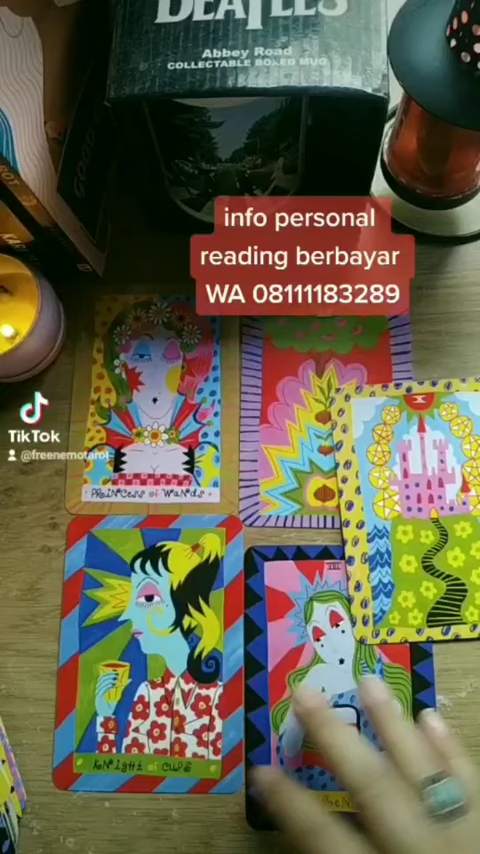 BEATLES
Abbey Road
COLLECTABLE BOXED MUG
info personal
reading berbayar
WA 08111183289
TikTok
@freenemotarot
PRiNCESS of WaNds
KNight of CUPS